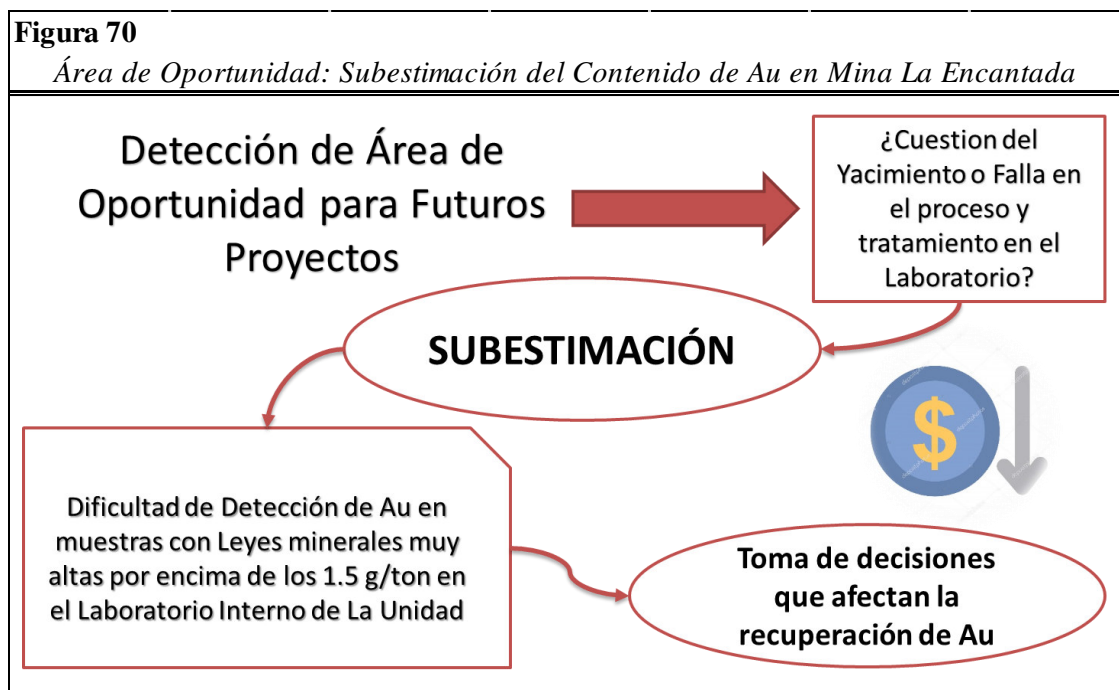 Figura 70
Área de Oportunidad: Subestimación del Contenido de Au en Mina La Encantada
Detección de Área de
Oportunidad para Futuros
Proyectos
¿Cuestion del
Yacimiento o Falla en
el proceso y
tratamiento en el
Laboratorio?
SUBESTIMACIÓN
$
Dificultad de Detección de Au en
muestras con Leyes minerales muy
altas por encima de los 1.5 g/ton en
el Laboratorio Interno de La Unidad
Toma de decisiones
que afectan la
recuperación de Au